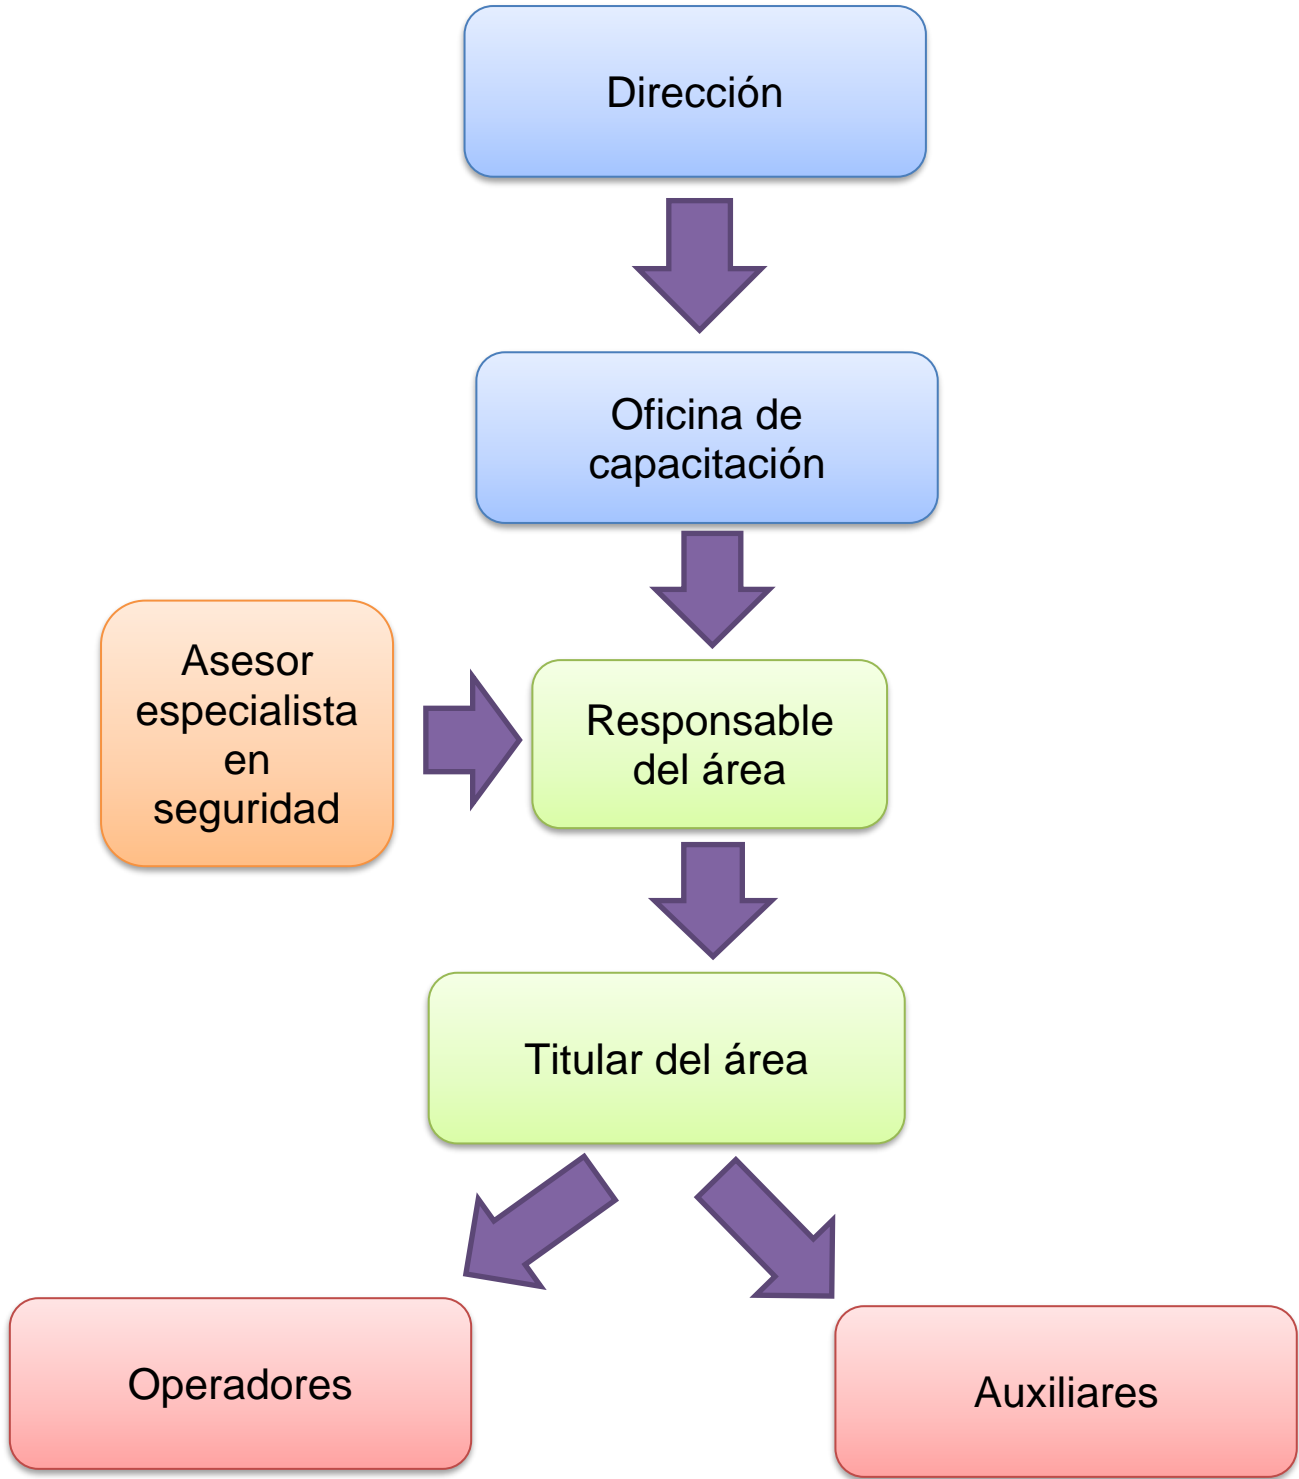 Dirección
Oficina de
capacitación
Asesor
especialista
en
seguridad
Responsable
del área
Titular del área
Operadores
Auxiliares